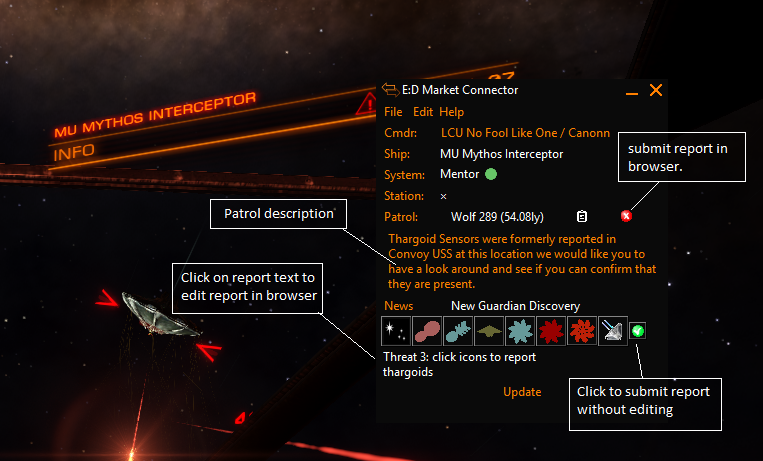 MU MYTHOS INTERCEPTOR
INFO
E:D Market Connector
File Edit Help
Cmdr: LCU No Fool Like One / Canonn
Ship: MU Mythos Interceptor
System: Mentor
Station: ×
Patrol: Wolf 289 (54.08ly)
Thargoid Sensors were formerly reported in
Convoy USS at this location we would like you to
have a look around and see if you can confirm that
they are present.
News New Guardian Discovery
Threat 3: click icons to report
thargoids
Update
submit report in
browser.
Patrol description
Click on report text to
edit report in browser
Click to submit report
without editing